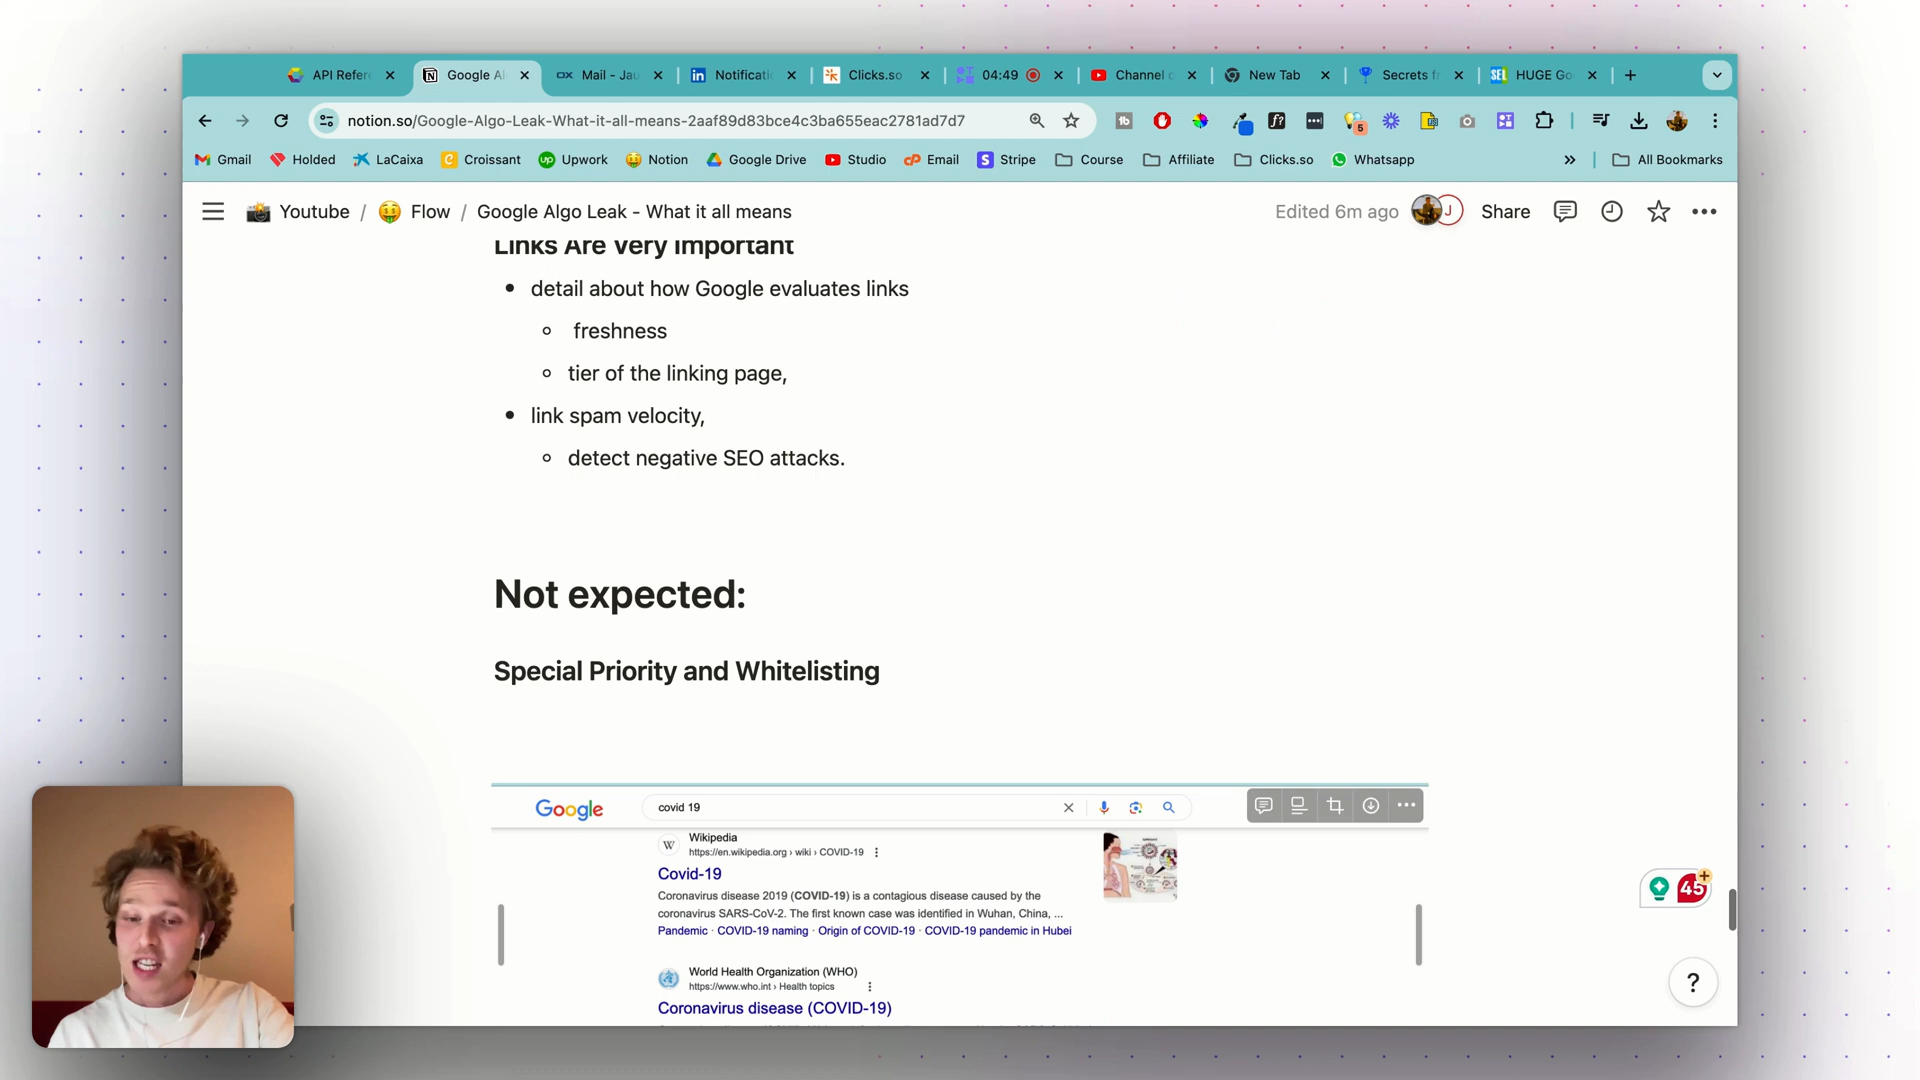 API Refer
Google Al
Mail - Jau
Notificati
Clicks.so
04:49
Channel c
New Tab
Secrets f
SEL
HUGE Go
notion.so/Google-Algo-Leak-What-it-all-means-2aaf89d83bce4c3ba655eac2781ad7d7
tb
f?
5
Gmail
Holded
LaCaixa
Croissant
Upwork
Notion
Google Drive
Studio
Email
Stripe
Course
Affiliate
Clicks.so
Whatsapp
All Bookmarks
Youtube / Flow / Google Algo Leak - What it all means
Edited 6m ago
J
Share
Links Are Very Important
• detail about how Google evaluates links
◦ freshness
◦ tier of the linking page,
• link spam velocity,
◦ detect negative SEO attacks.
Not expected:
Special Priority and Whitelisting
Google
covid 19
W
Wikipedia
https://en.wikipedia.org › wiki › COVID-19
Covid-19
Coronavirus disease 2019 (COVID-19) is a contagious disease caused by the
coronavirus SARS-CoV-2. The first known case was identified in Wuhan, China, ...
Pandemic · COVID-19 naming · Origin of COVID-19 · COVID-19 pandemic in Hubei
World Health Organization (WHO)
https://www.who.int › Health topics
Coronavirus disease (COVID-19)
45
?